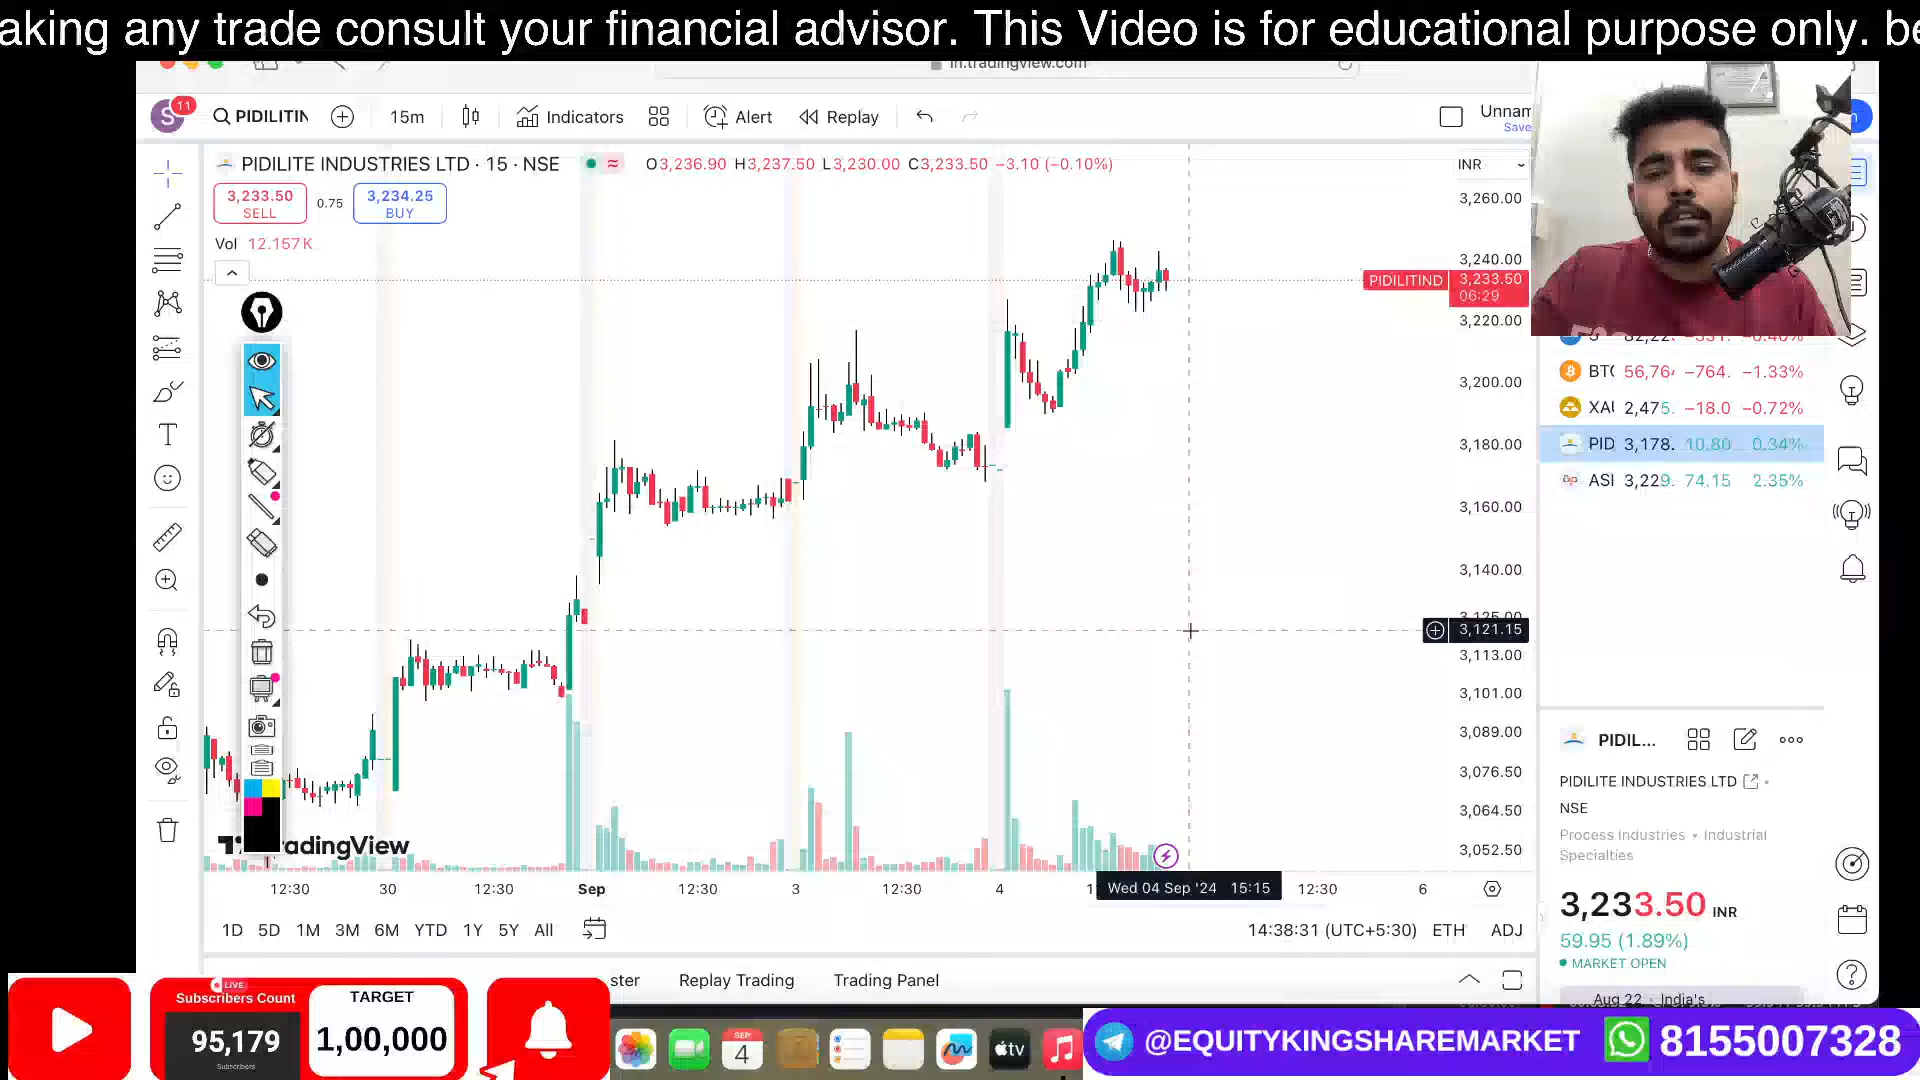 aking any trade consult your financial advisor. This Video is for educational purpose only. be
in.tradingview.com
S
11
PIDILITIN
15m
Indicators
Alert
Replay
Unnam
Save
PIDILITE INDUSTRIES LTD · 15 · NSE
O3,236.90 H3,237.50 L3,230.00 C3,233.50 −3.10 (−0.10%)
INR
3,233.50
SELL
0.75
3,234.25
BUY
Vol 12.157K
3,260.00
3,240.00
PIDILITIND
3,233.50
06:29
3,220.00
3,200.00
3,180.00
3,160.00
3,140.00
3,125.00
3,121.15
3,113.00
3,101.00
3,089.00
3,076.50
3,064.50
3,052.50
BTC 56,764 −764. −1.33%
XAU 2,475. −18.0 −0.72%
PID 3,178. 10.80 0.34%
ASI 3,229. 74.15 2.35%
TradingView
12:30
30
12:30
Sep
12:30
3
12:30
4
Wed 04 Sep '24 15:15
12:30
6
1D
5D
1M
3M
6M
YTD
1Y
5Y
All
14:38:31 (UTC+5:30)
ETH
ADJ
PIDIL...
PIDILITE INDUSTRIES LTD
NSE
Process Industries • Industrial
Specialties
3,233.50 INR
59.95 (1.89%)
MARKET OPEN
Aug 22 · India's
ster
Replay Trading
Trading Panel
LIVE
Subscribers Count
95,179
Subscribers
TARGET
1,00,000
SEP
4
tv
@EQUITYKINGSHAREMARKET
8155007328